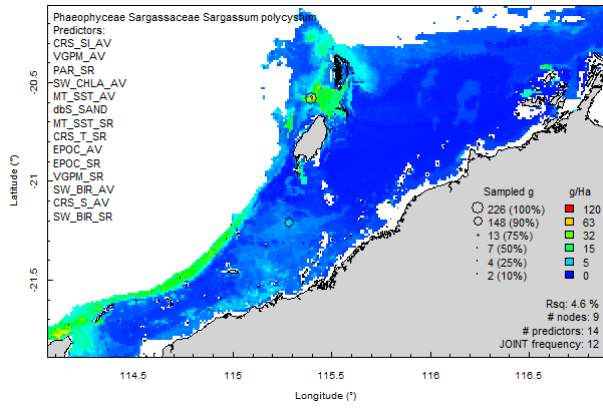 Phaeophyceae Sargassaceae Sargassum polycystum
Predictors:
CRS_SI_AV
VGPM_AV
PAR_SR
SW_CHLA_AV
MT_SST_AV
dbS_SAND
MT_SST_SR
CRS_T_SR
EPOC_AV
EPOC_SR
VGPM_SR
SW_BIR_AV
CRS_S_AV
SW_BIR_SR
Latitude (°)
-20.5
-21
-21.5
Sampled g
226 (100%)
148 (90%)
13 (75%)
7 (50%)
4 (25%)
2 (10%)
g/Ha
120
63
32
15
5
0
Rsq: 4.6 %
# nodes: 9
# predictors: 14
JOINT frequency: 12
114.5 115 115.5 116 116.5
Longitude (°)